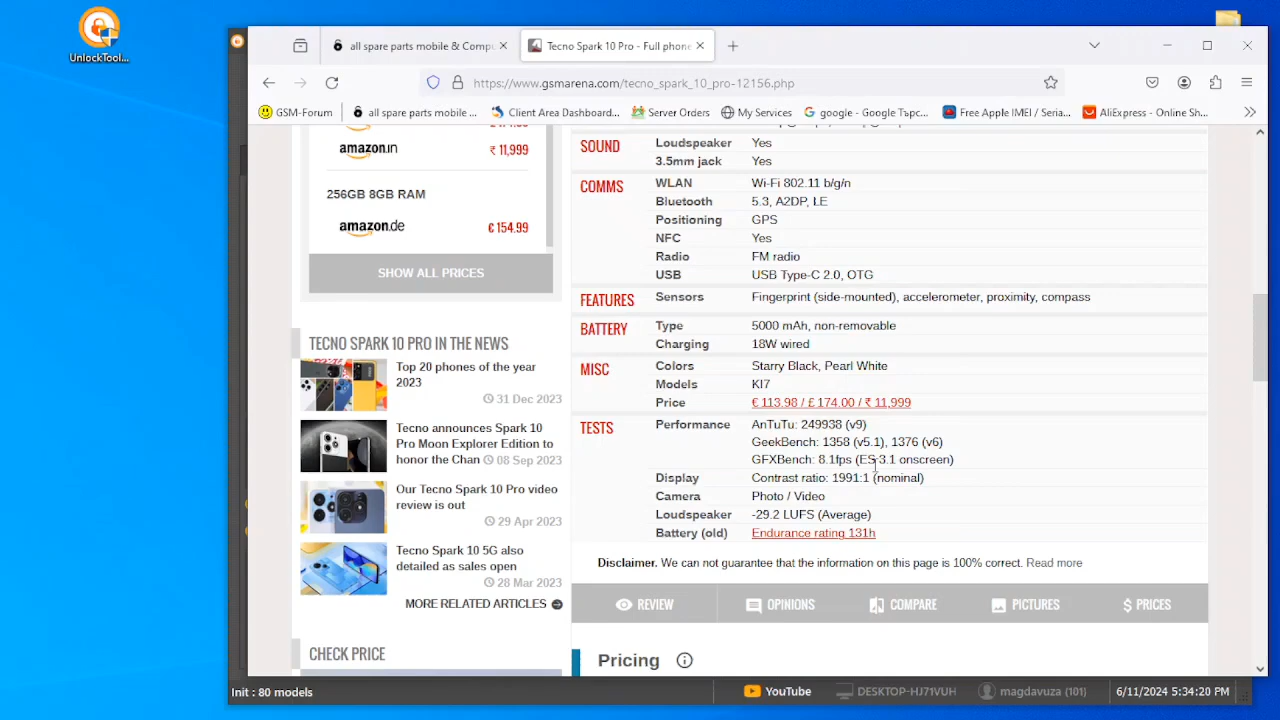 UnlockTool...
all spare parts mobile & Compu
Tecno Spark 10 Pro - Full phone
https://www.gsmarena.com/tecno_spark_10_pro-12156.php
GSM-Forum
all spare parts mobile ...
Client Area Dashboard...
Server Orders
My Services
google - Google Търс...
Free Apple IMEI / Seria...
AliExpress - Online Sh...
amazon.in
₹ 11,999
256GB 8GB RAM
amazon.de
€ 154.99
SHOW ALL PRICES
TECNO SPARK 10 PRO IN THE NEWS
Top 20 phones of the year
2023
31 Dec 2023
Tecno announces Spark 10
Pro Moon Explorer Edition to
honor the Chan
08 Sep 2023
Our Tecno Spark 10 Pro video
review is out
29 Apr 2023
Tecno Spark 10 5G also
detailed as sales open
28 Mar 2023
MORE RELATED ARTICLES
CHECK PRICE
SOUND
Loudspeaker Yes
3.5mm jack Yes
COMMS
WLAN Wi-Fi 802.11 b/g/n
Bluetooth 5.3, A2DP, LE
Positioning GPS
NFC Yes
Radio FM radio
USB USB Type-C 2.0, OTG
FEATURES
Sensors Fingerprint (side-mounted), accelerometer, proximity, compass
BATTERY
Type 5000 mAh, non-removable
Charging 18W wired
MISC
Colors Starry Black, Pearl White
Models KI7
Price € 113.98 / £ 174.00 / ₹ 11,999
TESTS
Performance AnTuTu: 249938 (v9)
GeekBench: 1358 (v5.1), 1376 (v6)
GFXBench: 8.1fps (ES 3.1 onscreen)
Display Contrast ratio: 1991:1 (nominal)
Camera Photo / Video
Loudspeaker -29.2 LUFS (Average)
Battery (old) Endurance rating 131h
Disclaimer. We can not guarantee that the information on this page is 100% correct. Read more
REVIEW
OPINIONS
COMPARE
PICTURES
$ PRICES
Pricing
Init : 80 models
YouTube
DESKTOP-HJ71VUH
magdavuza (101)
6/11/2024 5:34:20 PM